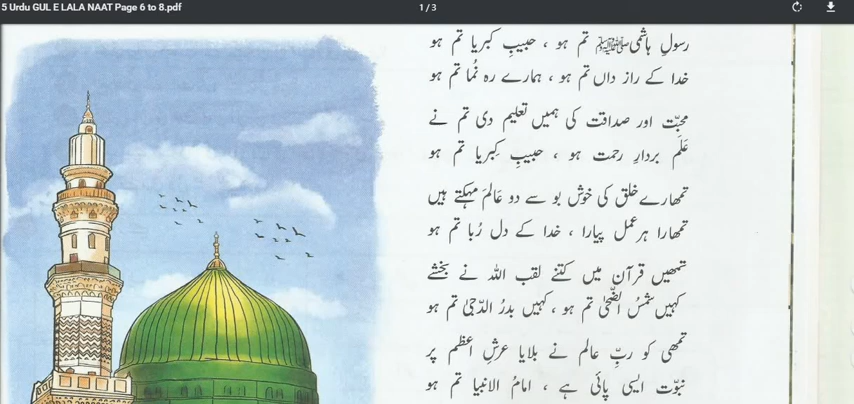 5 Urdu GUL E LALA NAAT Page 6 to 8.pdf
1 / 3
رسولِ ہاشمیﷺ تم ہو ، حبیبِ کبریا تم ہو
خدا کے راز داں تم ہو ، ہمارے رہ نُما تم ہو
محبّت اور صداقت کی ہمیں تعلیم دی تم نے
عَلَم بردارِ رحمت ہو ، حبیبِ کِبریا تم ہو
تمھارے خلق کی خوش بو سے دو عالَم مہکتے ہیں
تمھارا ہر عمل پیارا ، خدا کے دل رُبا تم ہو
تمھیں قرآن میں کتنے لقب اللہ نے بخشے
کہیں شمسُ الضّحیٰ تم ہو ، کہیں بدرُ الدّجیٰ تم ہو
تمھی کو ربِّ عالم نے بلایا عرشِ اعظم پر
نبوّت ایسی پائی ہے ، امامُ الانبیا تم ہو